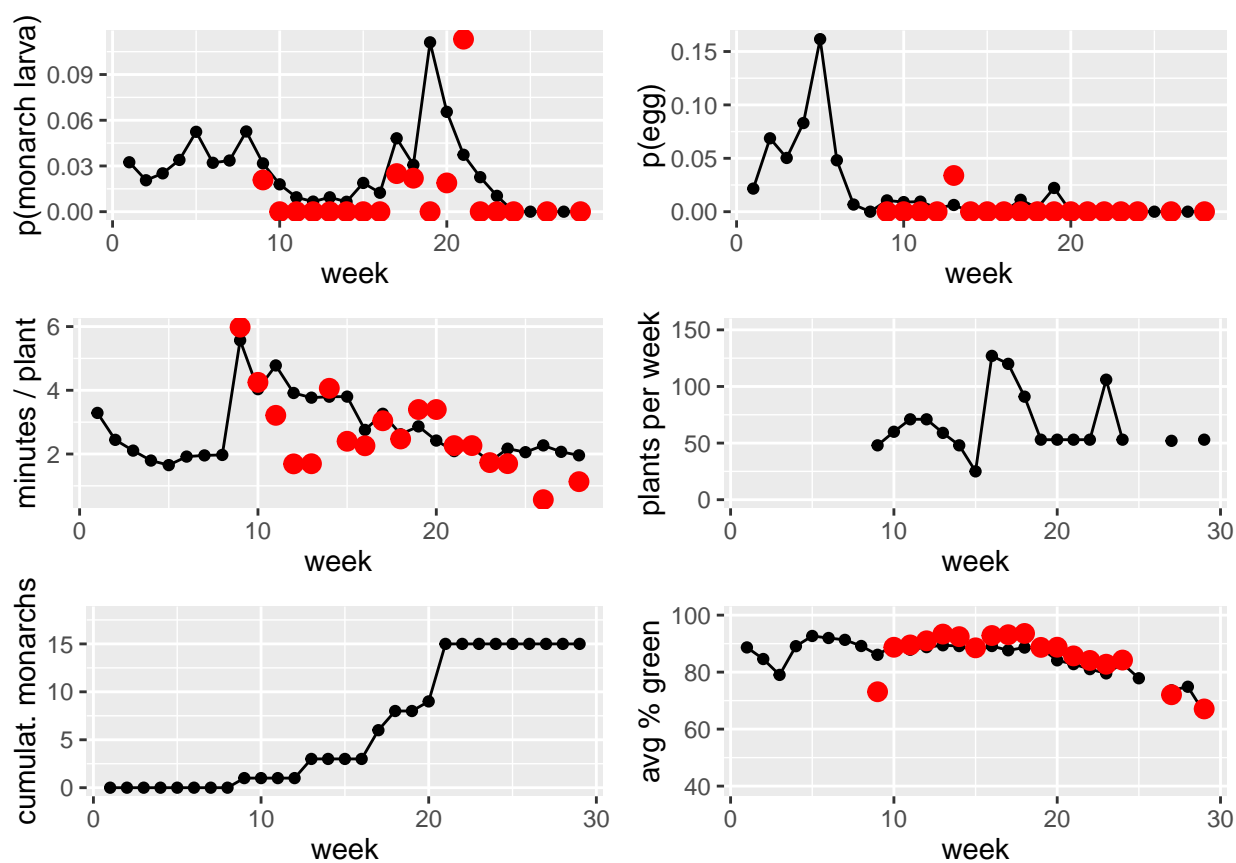 p(monarch larva)
0.09
0.06
0.03
0.00
0 10 20
week
p(egg)
0.15
0.10
0.05
0.00
0 10 20
week
minutes / plant
6
4
2
0 10 20
week
plants per week
150
100
50
0
0 10 20 30
week
cumulat. monarchs
15
10
5
0
0 10 20 30
week
avg % green
100
80
60
40
0 10 20 30
week